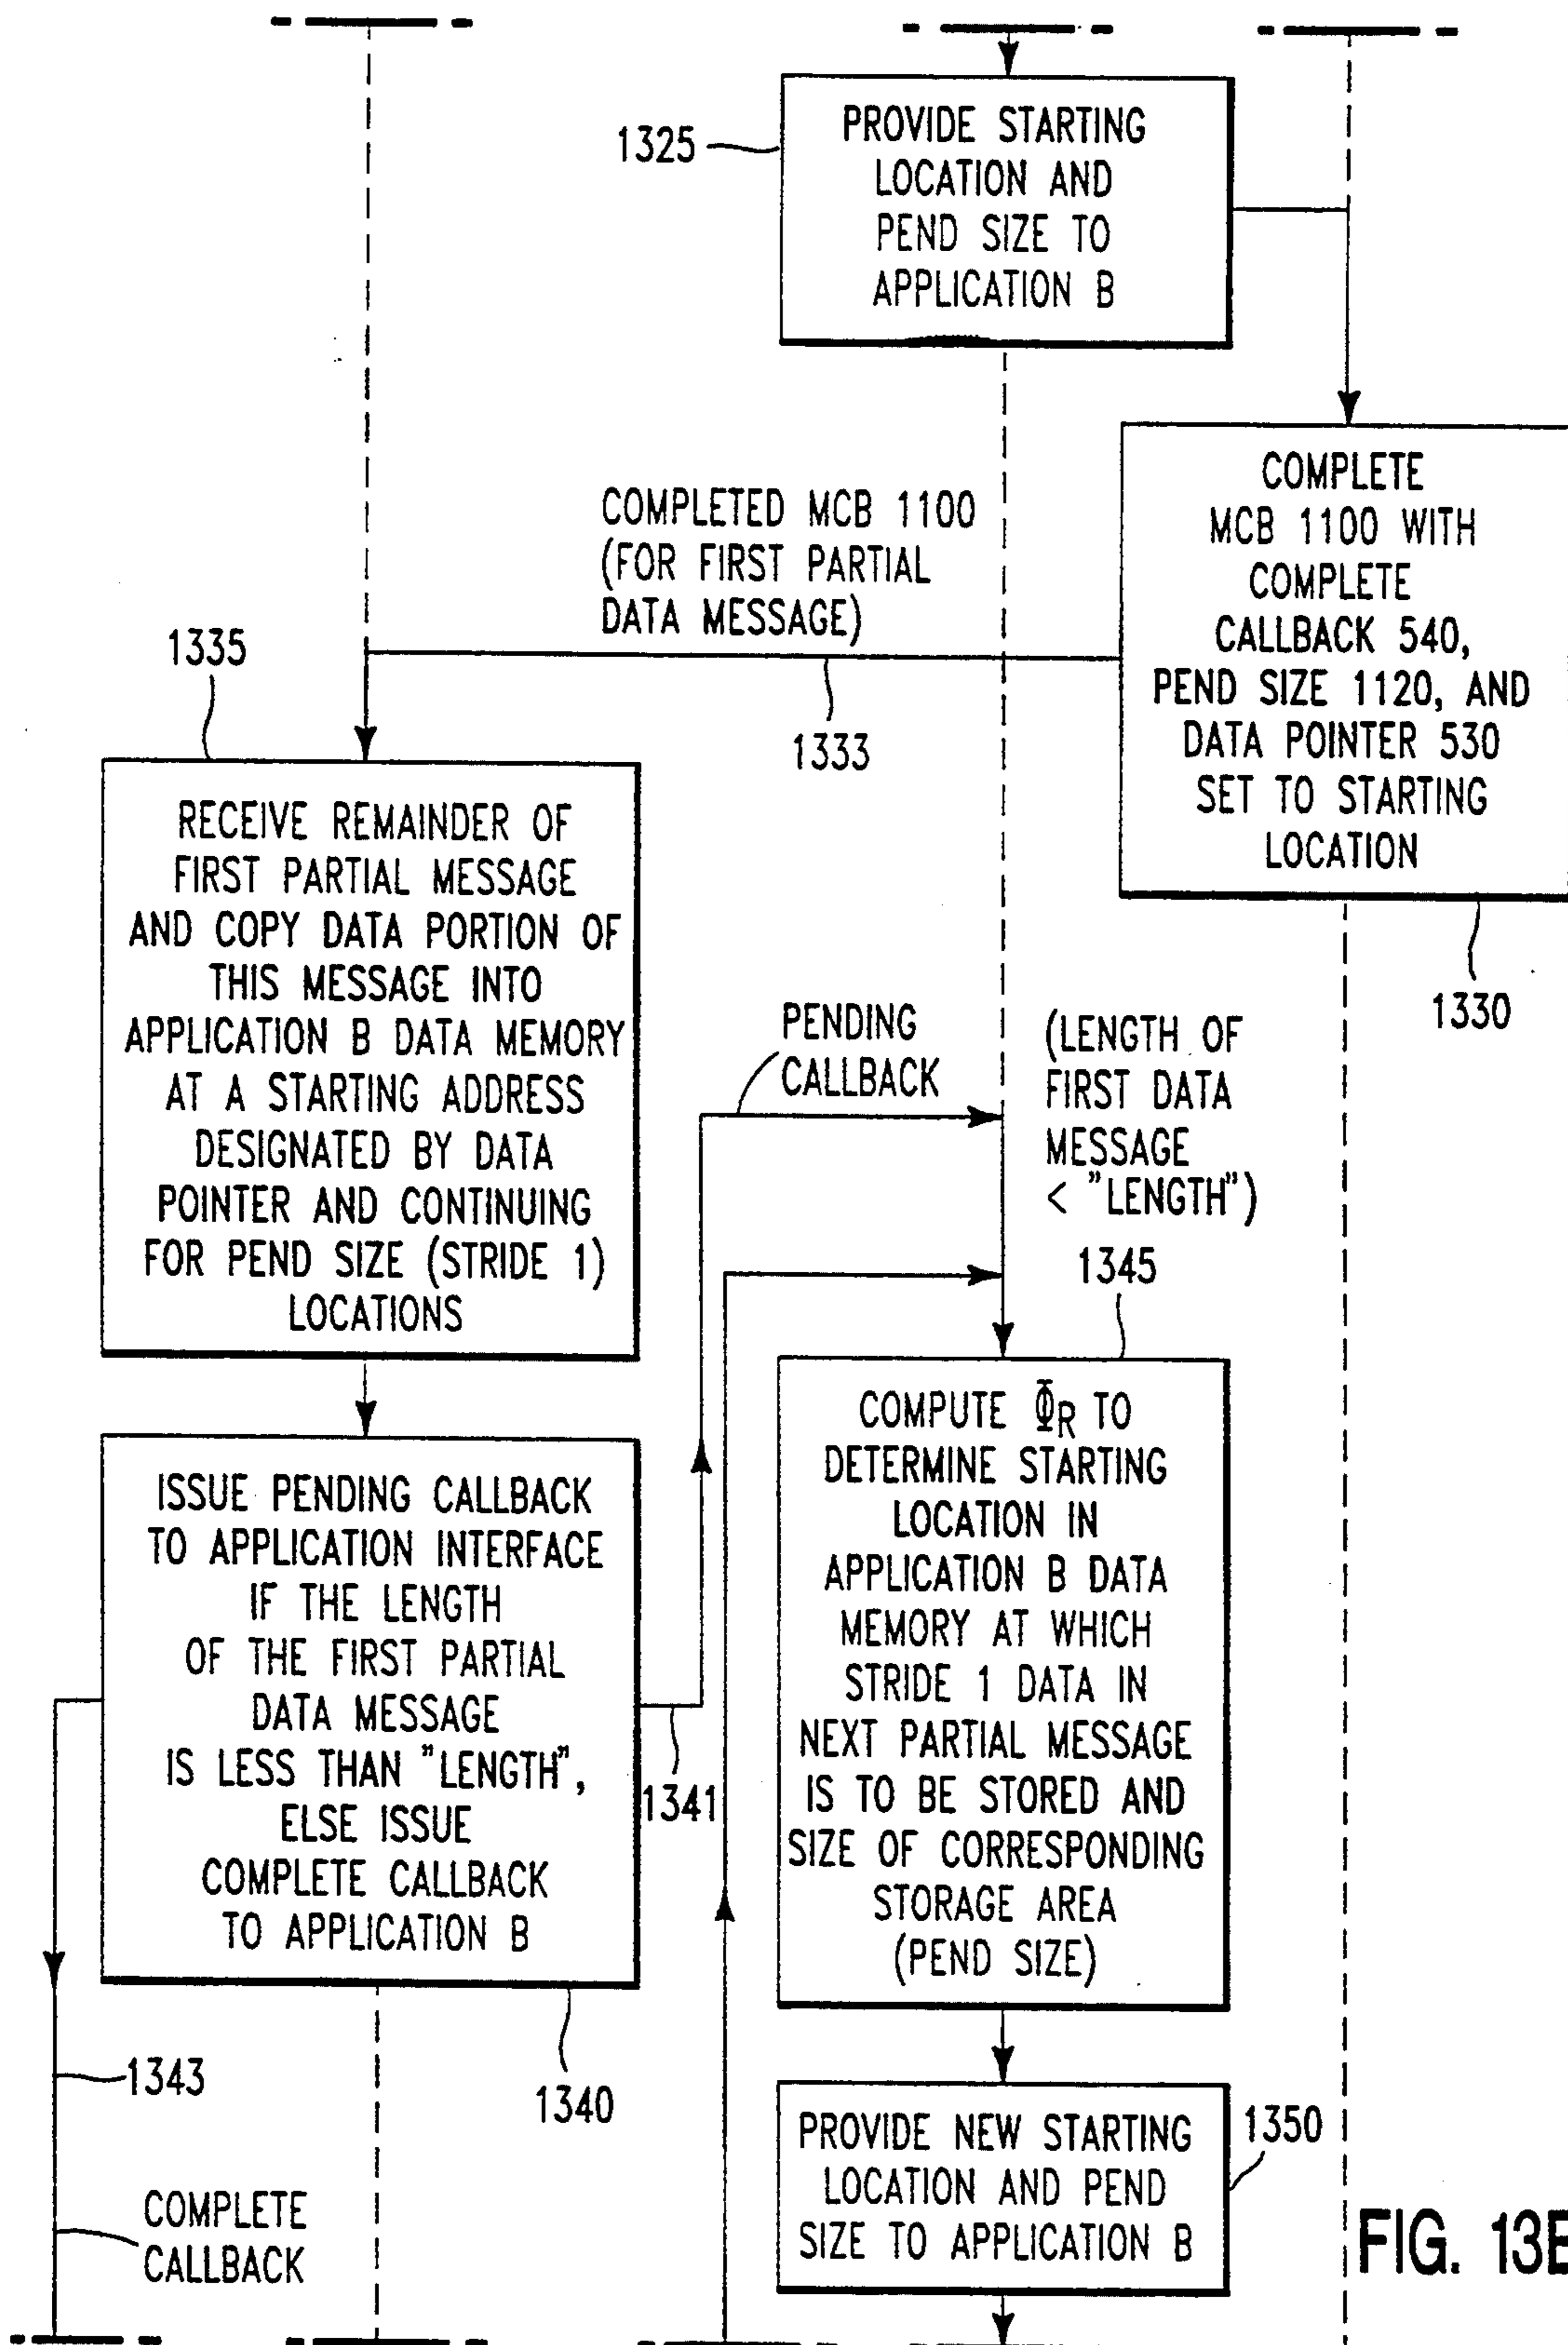 1325
PROVIDE STARTING
LOCATION AND
PEND SIZE TO
APPLICATION B
COMPLETED MCB 1100
(FOR FIRST PARTIAL
DATA MESSAGE)
COMPLETE
MCB 1100 WITH
COMPLETE
CALLBACK 540,
PEND SIZE 1120, AND
DATA POINTER 530
SET TO STARTING
LOCATION
1335
1333
1330
RECEIVE REMAINDER OF
FIRST PARTIAL MESSAGE
AND COPY DATA PORTION OF
THIS MESSAGE INTO
APPLICATION B DATA MEMORY
AT A STARTING ADDRESS
DESIGNATED BY DATA
POINTER AND CONTINUING
FOR PEND SIZE (STRIDE 1)
LOCATIONS
PENDING
CALLBACK
(LENGTH OF
FIRST DATA
MESSAGE
< "LENGTH")
1345
ISSUE PENDING CALLBACK
TO APPLICATION INTERFACE
IF THE LENGTH
OF THE FIRST PARTIAL
DATA MESSAGE
IS LESS THAN "LENGTH",
ELSE ISSUE
COMPLETE CALLBACK
TO APPLICATION B
1341
COMPUTE ΦR TO
DETERMINE STARTING
LOCATION IN
APPLICATION B DATA
MEMORY AT WHICH
STRIDE 1 DATA IN
NEXT PARTIAL MESSAGE
IS TO BE STORED AND
SIZE OF CORRESPONDING
STORAGE AREA
(PEND SIZE)
1343
1340
PROVIDE NEW STARTING
LOCATION AND PEND
SIZE TO APPLICATION B
1350
COMPLETE
CALLBACK
FIG. 13B